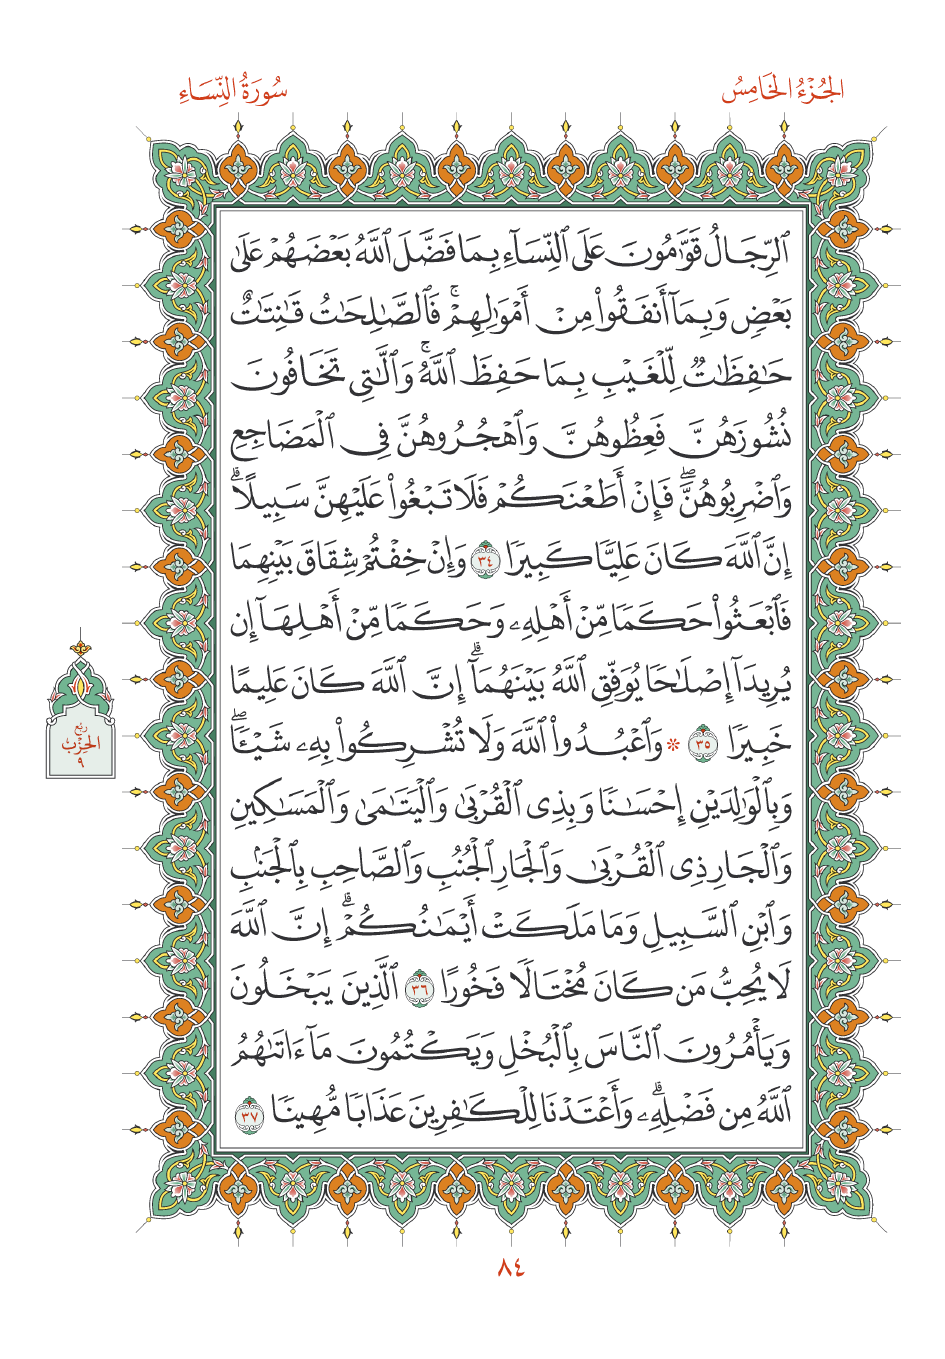 الجُزْءُ الخَامِسُ
سُورَةُ النِّسَاءِ
ٱلرِّجَالُ قَوَّٰمُونَ عَلَى ٱلنِّسَآءِ بِمَا فَضَّلَ ٱللَّهُ بَعْضَهُمْ عَلَىٰ
بَعْضٖ وَبِمَآ أَنفَقُواْ مِنْ أَمْوَٰلِهِمْۚ فَٱلصَّٰلِحَٰتُ قَٰنِتَٰتٌ
حَٰفِظَٰتٞ لِّلْغَيْبِ بِمَا حَفِظَ ٱللَّهُۚ وَٱلَّٰتِي تَخَافُونَ
نُشُوزَهُنَّ فَعِظُوهُنَّ وَٱهْجُرُوهُنَّ فِي ٱلْمَضَاجِعِ
وَٱضْرِبُوهُنَّۖ فَإِنْ أَطَعْنَكُمْ فَلَا تَبْغُواْ عَلَيْهِنَّ سَبِيلًاۗ
إِنَّ ٱللَّهَ كَانَ عَلِيّٗا كَبِيرٗا ٣٤ وَإِنْ خِفْتُمْ شِقَاقَ بَيْنِهِمَا
فَٱبْعَثُواْ حَكَمٗا مِّنْ أَهْلِهِۦ وَحَكَمٗا مِّنْ أَهْلِهَآ إِن
يُرِيدَآ إِصْلَٰحٗا يُوَفِّقِ ٱللَّهُ بَيْنَهُمَآۗ إِنَّ ٱللَّهَ كَانَ عَلِيمًا
خَبِيرٗا ٣٥ ۞ وَٱعْبُدُواْ ٱللَّهَ وَلَا تُشْرِكُواْ بِهِۦ شَيْـٔٗاۖ
وَبِٱلْوَٰلِدَيْنِ إِحْسَٰنٗا وَبِذِي ٱلْقُرْبَىٰ وَٱلْيَتَٰمَىٰ وَٱلْمَسَٰكِينِ
وَٱلْجَارِ ذِي ٱلْقُرْبَىٰ وَٱلْجَارِ ٱلْجُنُبِ وَٱلصَّاحِبِ بِٱلْجَنۢبِ
وَٱبْنِ ٱلسَّبِيلِ وَمَا مَلَكَتْ أَيْمَٰنُكُمْۗ إِنَّ ٱللَّهَ
لَا يُحِبُّ مَن كَانَ مُخْتَالٗا فَخُورًا ٣٦ ٱلَّذِينَ يَبْخَلُونَ
وَيَأْمُرُونَ ٱلنَّاسَ بِٱلْبُخْلِ وَيَكْتُمُونَ مَآ ءَاتَىٰهُمُ
ٱللَّهُ مِن فَضْلِهِۦۗ وَأَعْتَدْنَا لِلْكَٰفِرِينَ عَذَابٗا مُّهِينٗا ٣٧
ربع
الحِزْب
٩
٨٤